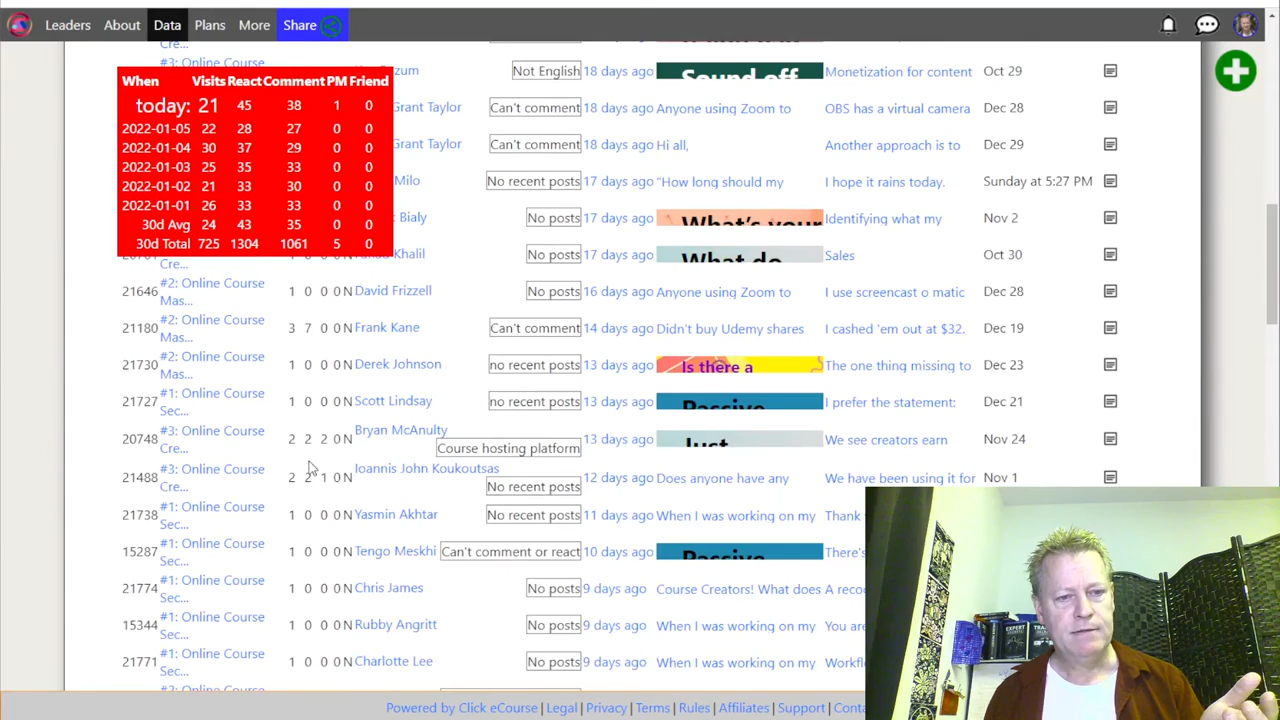 Leaders About Data Plans More Share
#3: Online Course
Cre...
When Visits React Comment PM Friend
today: 21 45 38 1 0
2022-01-05 22 28 27 0 0
2022-01-04 30 37 29 0 0
2022-01-03 25 35 33 0 0
2022-01-02 21 33 30 0 0
2022-01-01 26 33 33 0 0
30d Avg 24 43 35 0 0
30d Total 725 1304 1061 5 0
Not English 18 days ago Sound off Monetization for content Oct 29
Grant Taylor Can't comment 18 days ago Anyone using Zoom to OBS has a virtual camera Dec 28
Grant Taylor Can't comment 18 days ago Hi all, Another approach is to Dec 29
Milo No recent posts 17 days ago "How long should my I hope it rains today. Sunday at 5:27 PM
Bialy No posts 17 days ago What's your Identifying what my Nov 2
Khalil No posts 17 days ago What do Sales Oct 30
Cre...
21646 #2: Online Course Mas... 1 0 0 0 N David Frizzell No posts 16 days ago Anyone using Zoom to I use screencast o matic Dec 28
21180 #2: Online Course Mas... 3 7 0 0 N Frank Kane Can't comment 14 days ago Didn't buy Udemy shares I cashed 'em out at $32. Dec 19
21730 #2: Online Course Mas... 1 0 0 0 N Derek Johnson no recent posts 13 days ago Is there a The one thing missing to Dec 23
21727 #1: Online Course Sec... 1 0 0 0 N Scott Lindsay no recent posts 13 days ago Passive I prefer the statement: Dec 21
20748 #3: Online Course Cre... 2 2 2 0 N Bryan McAnulty Course hosting platform 13 days ago Just We see creators earn Nov 24
21488 #3: Online Course Cre... 2 2 1 0 N Ioannis John Koukoutsas No recent posts 12 days ago Does anyone have any We have been using it for Nov 1
21738 #1: Online Course Sec... 1 0 0 0 N Yasmin Akhtar No recent posts 11 days ago When I was working on my Thank
15287 #1: Online Course Sec... 1 0 0 0 N Tengo Meskhi Can't comment or react 10 days ago Passive There's
21774 #1: Online Course Sec... 1 0 0 0 N Chris James No posts 9 days ago Course Creators! What does A reco
15344 #1: Online Course Sec... 1 0 0 0 N Rubby Angritt No posts 9 days ago When I was working on my You are
21771 #1: Online Course Sec... 1 0 0 0 N Charlotte Lee No posts 9 days ago When I was working on my Workf
Powered by Click eCourse | Legal | Privacy | Terms | Rules | Affiliates | Support | Conta
EXPERT